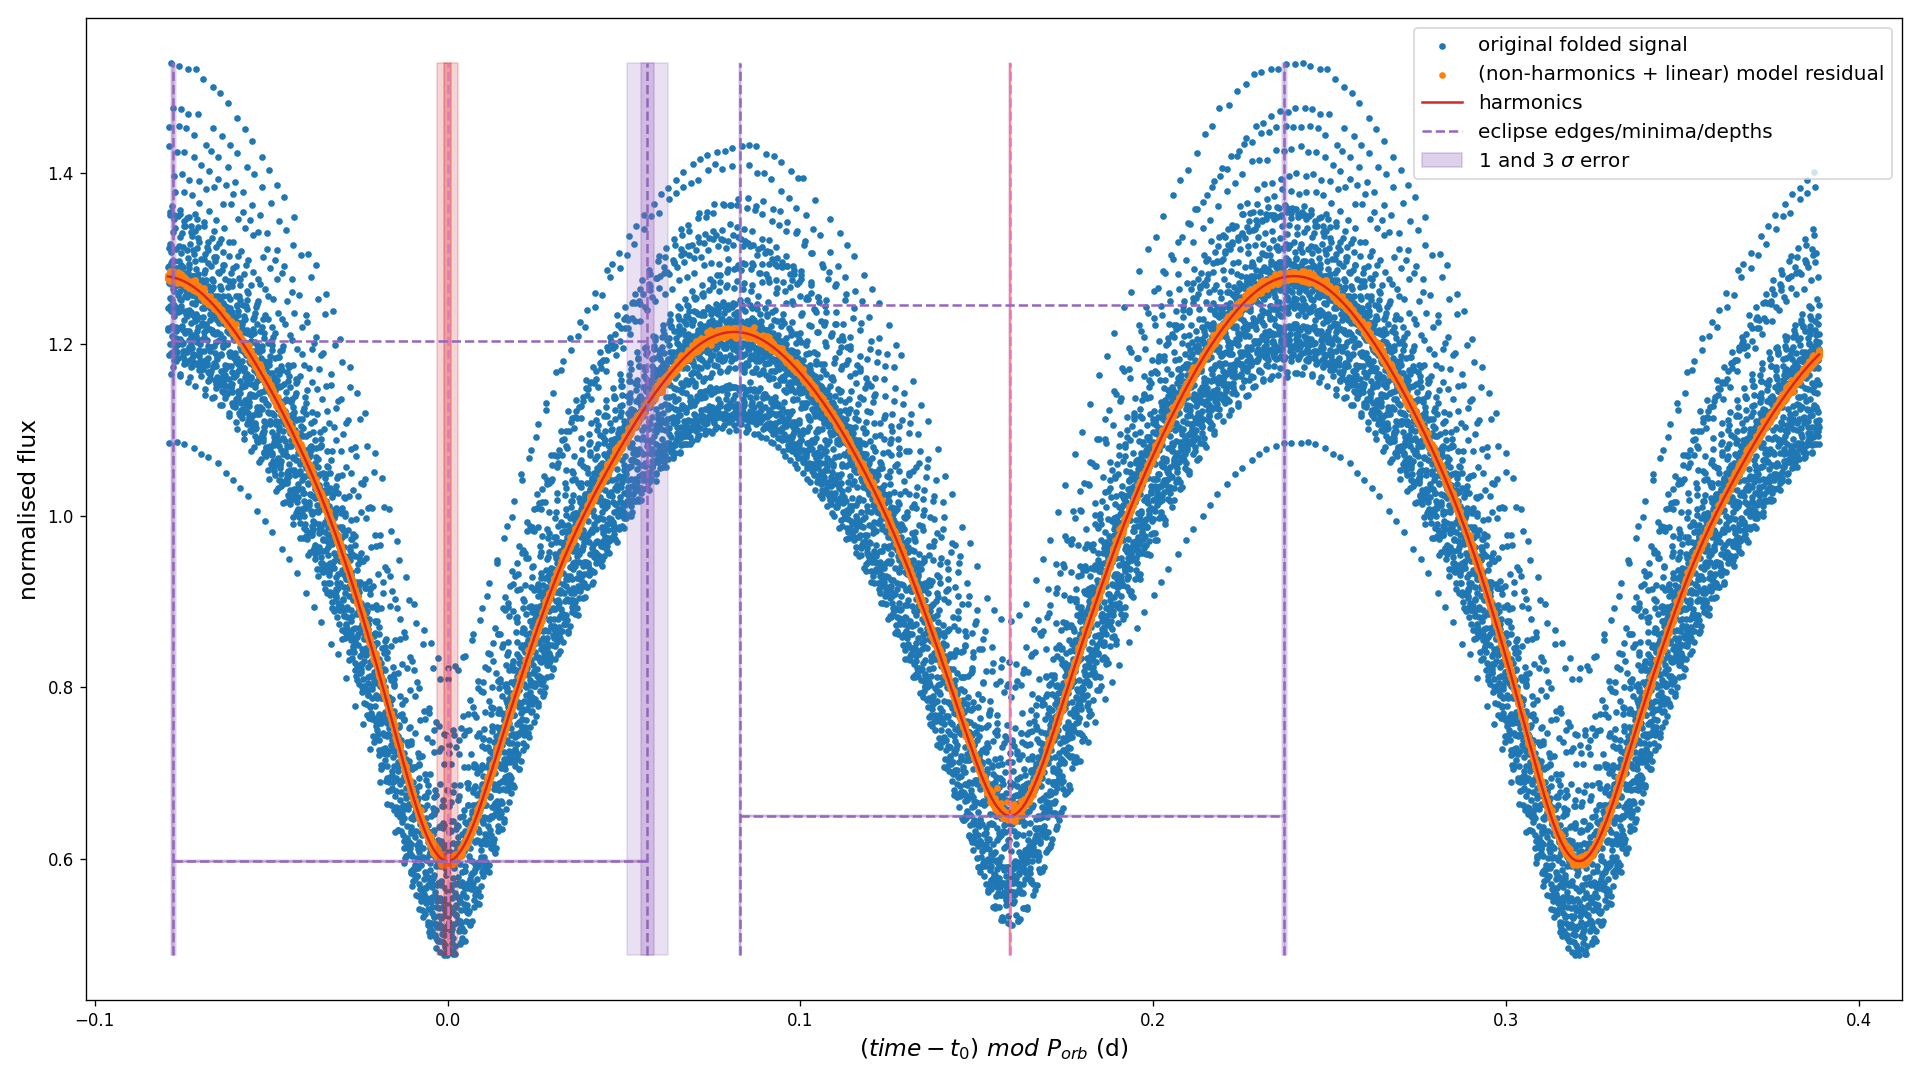 original folded signal
(non-harmonics + linear) model residual
harmonics
eclipse edges/minima/depths
1 and 3 σ error
normalised flux
1.4
1.2
1.0
0.8
0.6
−0.1
0.0
0.1
0.2
0.3
0.4
(time − t₀) mod Pₒᵣb (d)